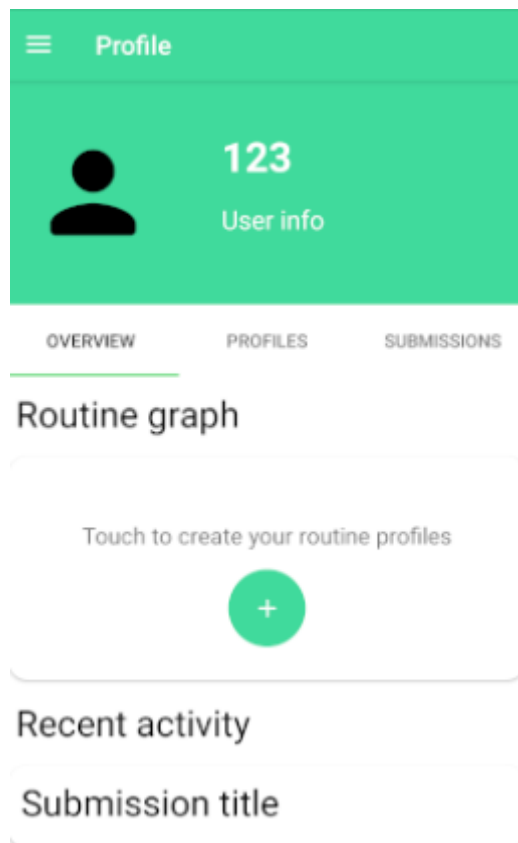 Profile
123
User info
OVERVIEW PROFILES SUBMISSIONS
Routine graph
Touch to create your routine profiles
+
Recent activity
Submission title